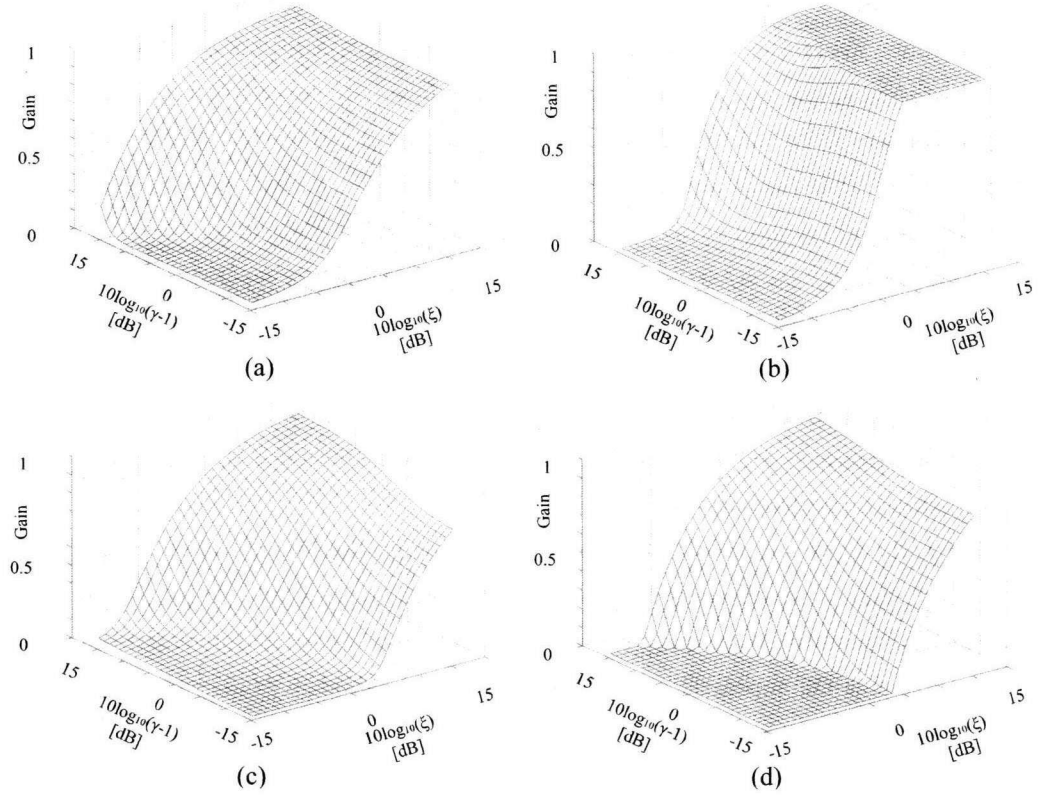 1
Gain
0.5
0
15
10log₁₀(γ-1)
[dB]
0
-15
-15
0
10log₁₀(ξ)
[dB]
15
(a)
1
Gain
0.5
0
15
10log₁₀(γ-1)
[dB]
0
-15
-15
0
10log₁₀(ξ)
[dB]
15
(b)
1
Gain
0.5
0
15
10log₁₀(γ-1)
[dB]
0
-15
-15
0
10log₁₀(ξ)
[dB]
15
(c)
1
Gain
0.5
0
15
10log₁₀(γ-1)
[dB]
0
-15
-15
0
10log₁₀(ξ)
[dB]
15
(d)